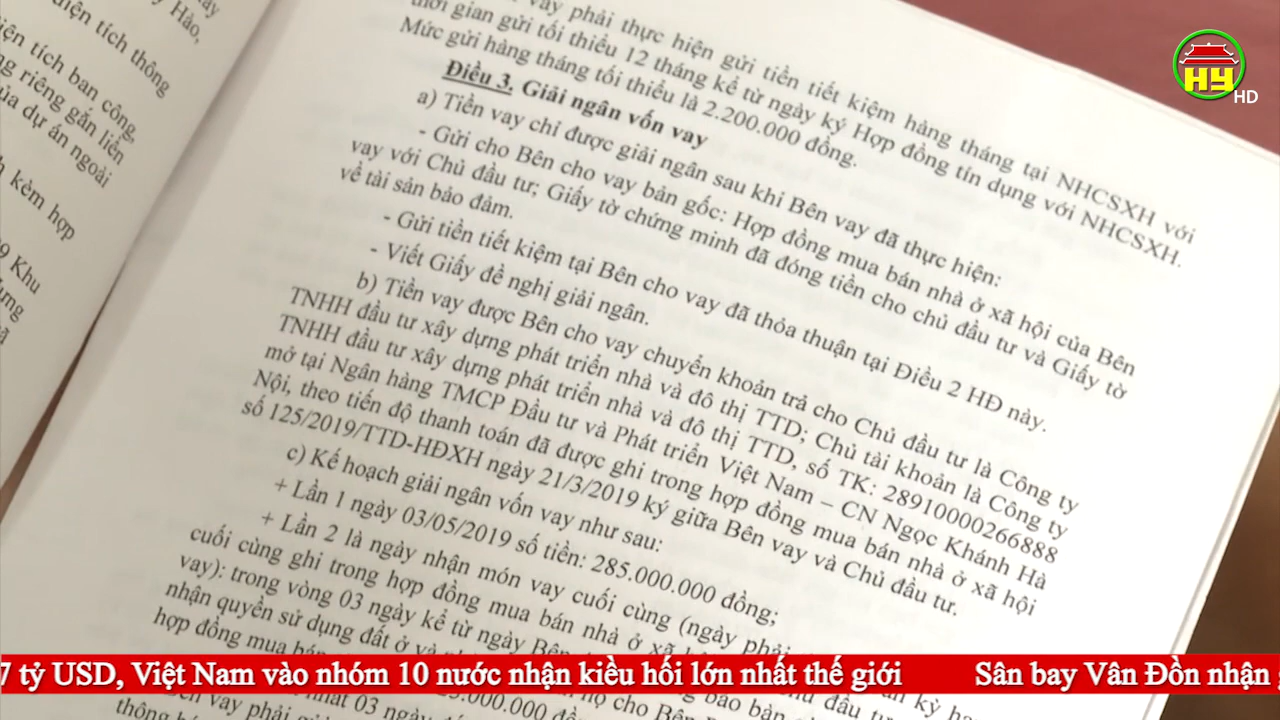 vay phải thực hiện gửi tiền tiết kiệm hàng tháng tại NHCSXH với
thời gian gửi tối thiểu 12 tháng kể từ ngày ký Hợp đồng tín dụng với NHCSXH.
Mức gửi hàng tháng tối thiểu là 2.200.000 đồng.
Điều 3. Giải ngân vốn vay
a) Tiền vay chỉ được giải ngân sau khi Bên vay đã thực hiện:
- Gửi cho Bên cho vay bản gốc: Hợp đồng mua bán nhà ở xã hội của Bên
vay với Chủ đầu tư; Giấy tờ chứng minh đã đóng tiền cho chủ đầu tư và Giấy tờ
về tài sản bảo đảm.
- Gửi tiền tiết kiệm tại Bên cho vay đã thỏa thuận tại Điều 2 HĐ này.
- Viết Giấy đề nghị giải ngân.
b) Tiền vay được Bên cho vay chuyển khoản trả cho Chủ đầu tư là Công ty
TNHH đầu tư xây dựng phát triển nhà và đô thị TTD; Chủ tài khoản là Công ty
TNHH đầu tư xây dựng phát triển nhà và đô thị TTD, số TK: 28910000266888
mở tại Ngân hàng TMCP Đầu tư và Phát triển Việt Nam – CN Ngọc Khánh Hà
Nội, theo tiến độ thanh toán đã được ghi trong hợp đồng mua bán nhà ở xã hội
số 125/2019/TTD-HĐXH ngày 21/3/2019 ký giữa Bên vay và Chủ đầu tư.
c) Kế hoạch giải ngân vốn vay như sau:
+ Lần 1 ngày 03/05/2019 số tiền: 285.000.000 đồng;
+ Lần 2 là ngày nhận món vay cuối cùng (ngày phải
cuối cùng ghi trong hợp đồng mua bán nhà ở xã
vay): trong vòng 03 ngày kể từ ngày Bên
nhận quyền sử dụng đất ở và
hợp đồng mua bán
vay phải
thông
Hảo,
diện tích thông
diện tích ban công,
riêng gắn liền
của dự án ngoài
kèm hợp
9 Khu
HY HD
7 tỷ USD, Việt Nam vào nhóm 10 nước nhận kiều hối lớn nhất thế giới
Sân bay Vân Đồn nhận